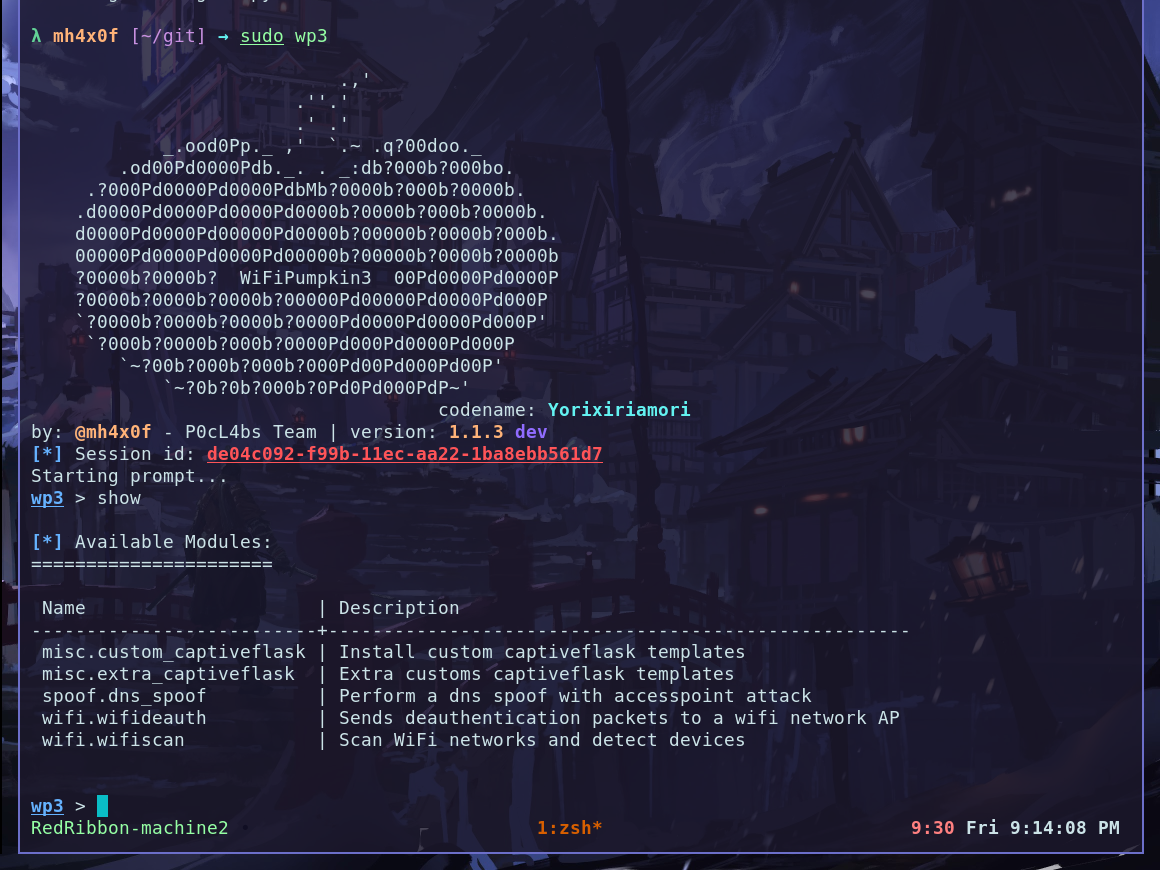 λ mh4x0f [~/git] → sudo wp3
.,'
.''.'
.' .'
_.ood0Pp._ ,'  `.~ .q?00doo._
.od00Pd0000Pdb._. . _:db?000b?000bo.
.?000Pd0000Pd0000PdbMb?0000b?000b?0000b.
.d0000Pd0000Pd0000Pd0000b?0000b?000b?0000b.
d0000Pd0000Pd00000Pd0000b?00000b?0000b?000b.
00000Pd0000Pd0000Pd00000b?00000b?0000b?0000b
?0000b?0000b?  WiFiPumpkin3  00Pd0000Pd0000P
?0000b?0000b?0000b?00000Pd00000Pd0000Pd000P
`?0000b?0000b?0000b?0000Pd0000Pd0000Pd000P'
`?000b?0000b?000b?0000Pd000Pd0000Pd000P
`~?00b?000b?000b?000Pd00Pd000Pd00P'
`~?0b?0b?000b?0Pd0Pd000PdP~'
codename: Yorixiriamori
by: @mh4x0f - P0cL4bs Team | version: 1.1.3 dev
[*] Session id: de04c092-f99b-11ec-aa22-1ba8ebb561d7
Starting prompt...
wp3 > show
[*] Available Modules:
======================
Name | Description
--------------------------+-----------------------------------------------------
misc.custom_captiveflask | Install custom captiveflask templates
misc.extra_captiveflask | Extra customs captiveflask templates
spoof.dns_spoof | Perform a dns spoof with accesspoint attack
wifi.wifideauth | Sends deauthentication packets to a wifi network AP
wifi.wifiscan | Scan WiFi networks and detect devices
wp3 >
RedRibbon-machine2 1:zsh* 9:30 Fri 9:14:08 PM